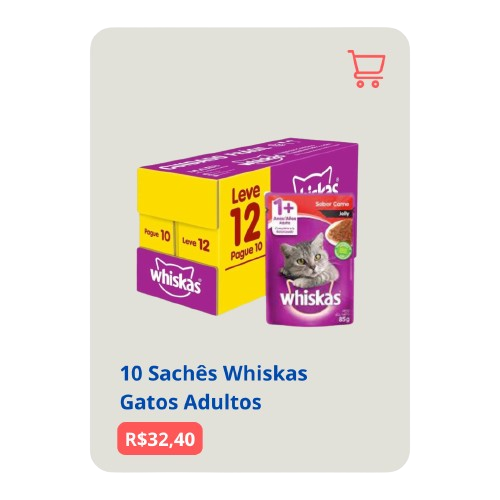 Leve
12
Pague 10
Pague 10
Leve 12
whiskas
1+
Sabor Carne
Jelly
whiskas
85g
10 Sachês Whiskas
Gatos Adultos
R$32,40